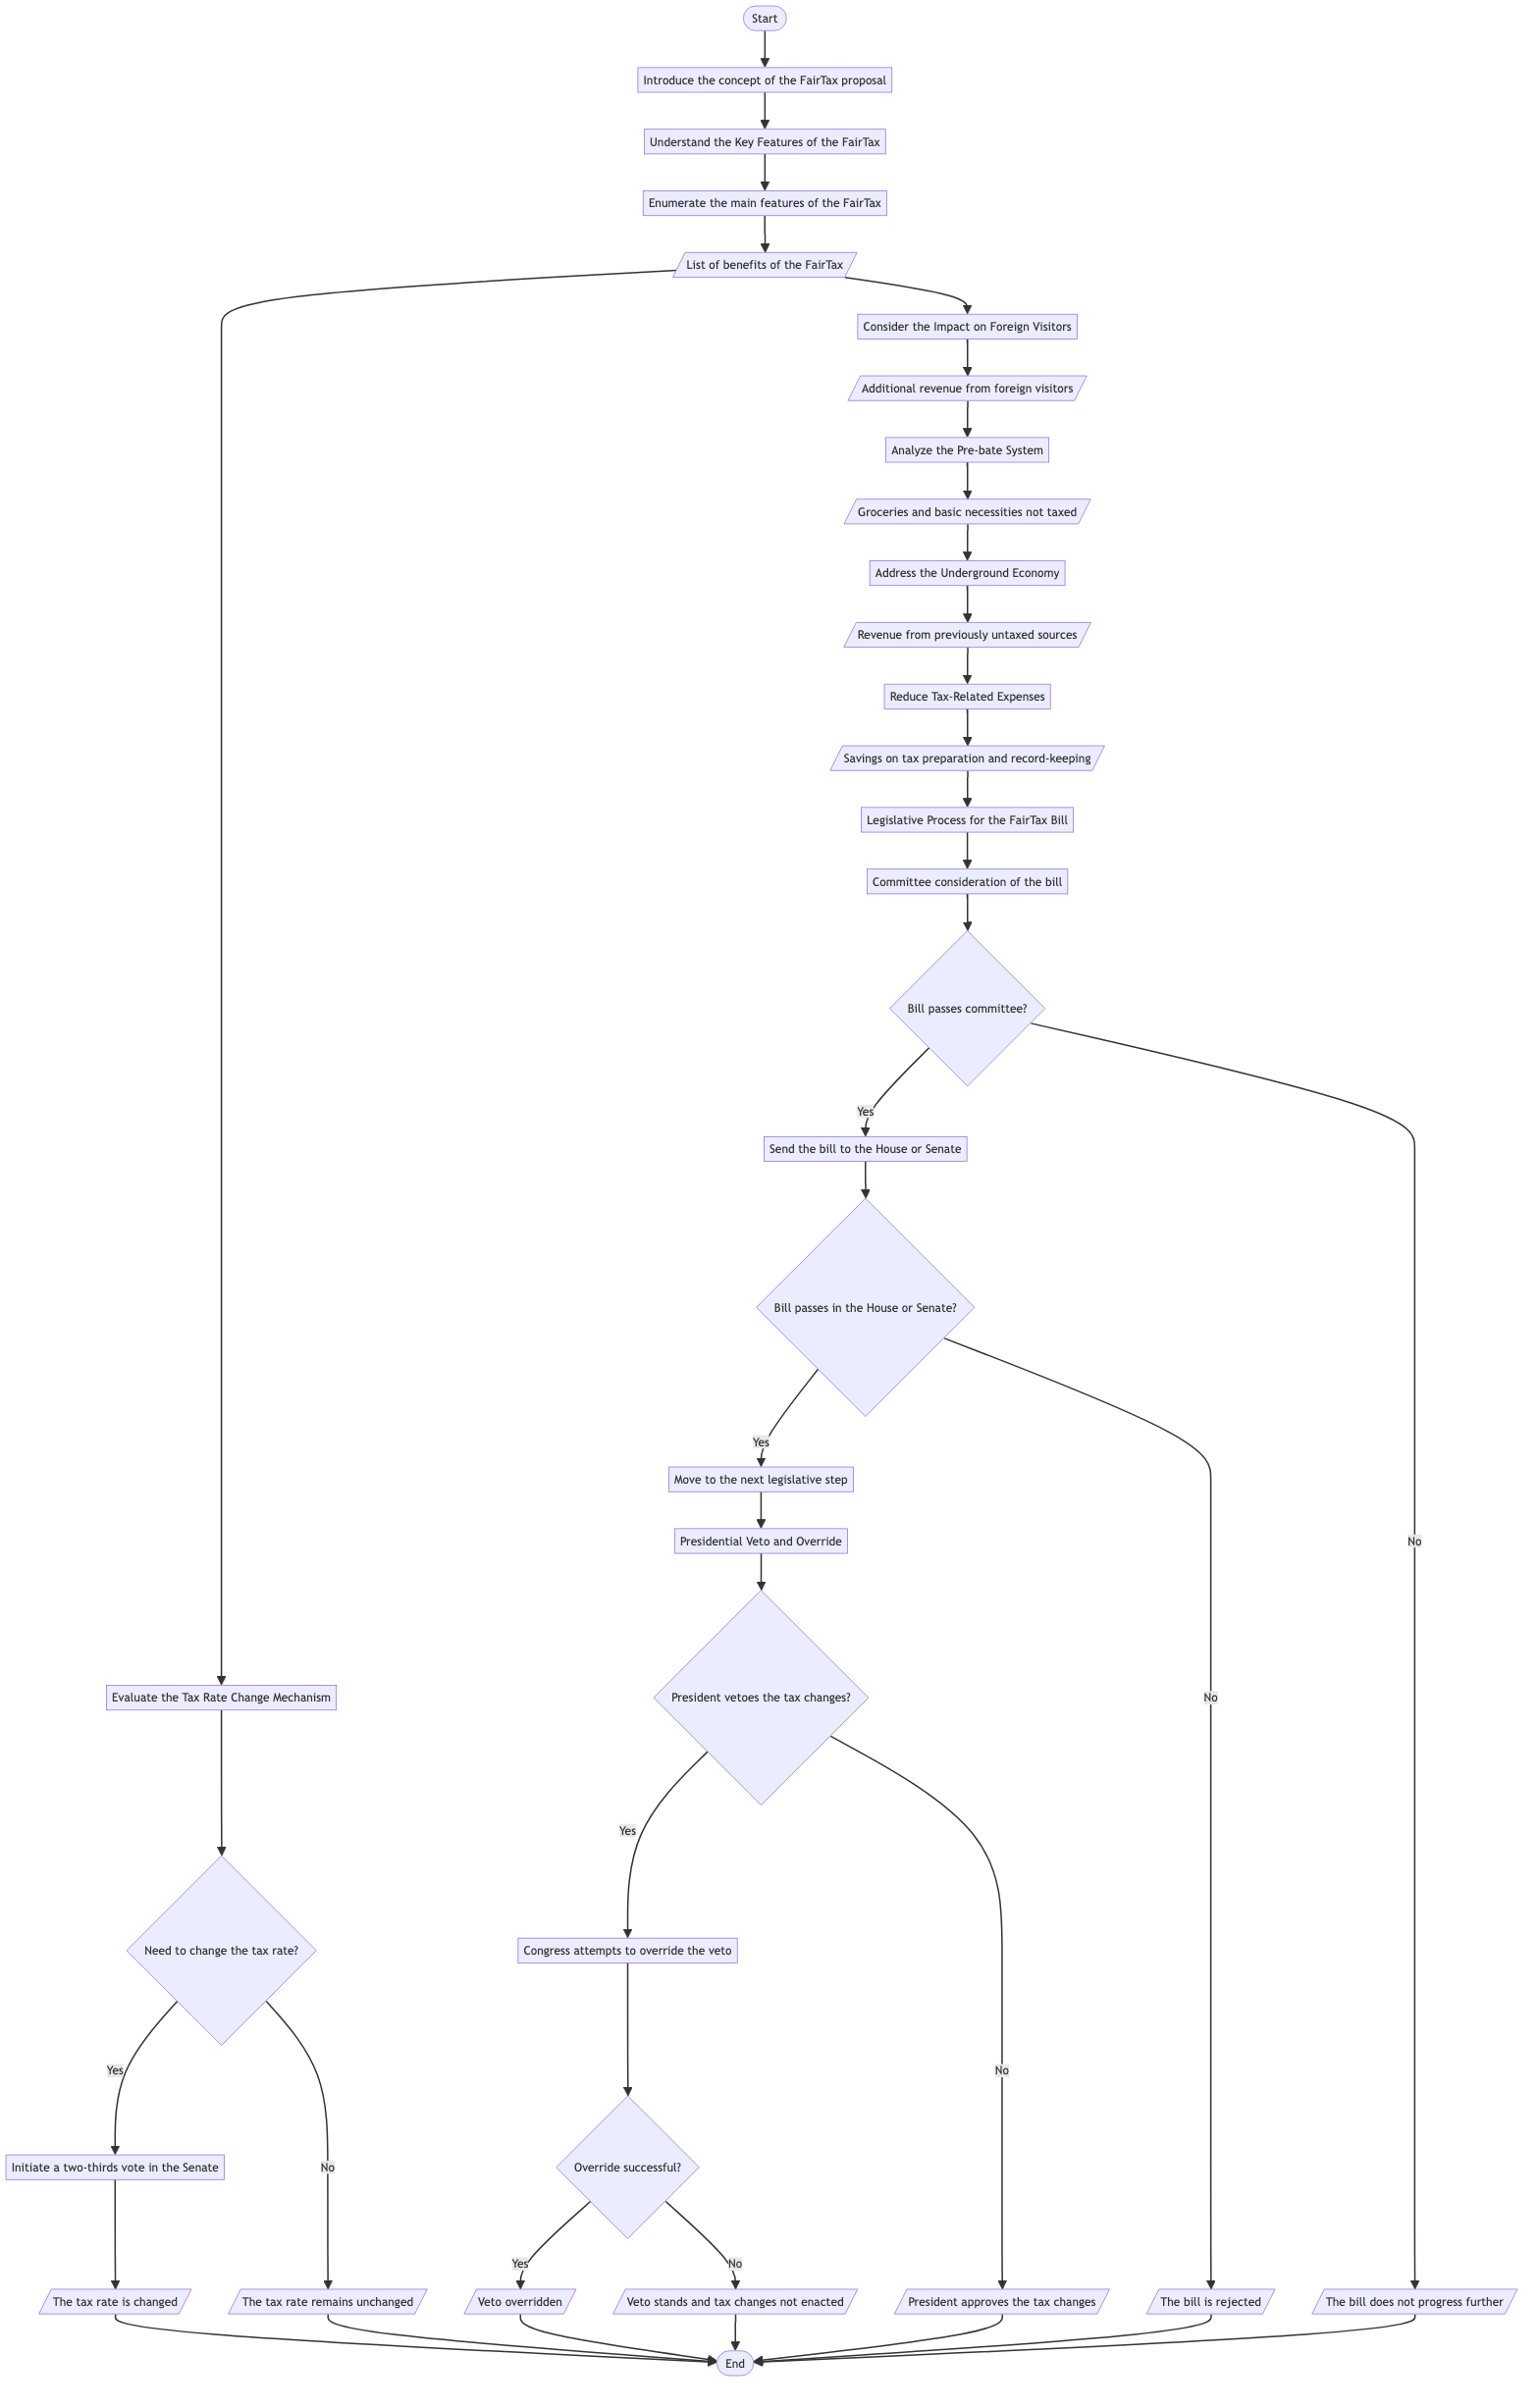 Start
Introduce the concept of the FairTax proposal
Understand the Key Features of the FairTax
Enumerate the main features of the FairTax
List of benefits of the FairTax
Consider the Impact on Foreign Visitors
Additional revenue from foreign visitors
Analyze the Pre-bate System
Groceries and basic necessities not taxed
Address the Underground Economy
Revenue from previously untaxed sources
Reduce Tax-Related Expenses
Savings on tax preparation and record-keeping
Legislative Process for the FairTax Bill
Committee consideration of the bill
Bill passes committee?
Yes
Send the bill to the House or Senate
Bill passes in the House or Senate?
Yes
Move to the next legislative step
Presidential Veto and Override
No
President vetoes the tax changes?
No
Evaluate the Tax Rate Change Mechanism
Yes
Need to change the tax rate?
Congress attempts to override the veto
Yes
No
Initiate a two-thirds vote in the Senate
No
Override successful?
Yes
No
The tax rate is changed
The tax rate remains unchanged
Veto overridden
Veto stands and tax changes not enacted
President approves the tax changes
The bill is rejected
The bill does not progress further
End